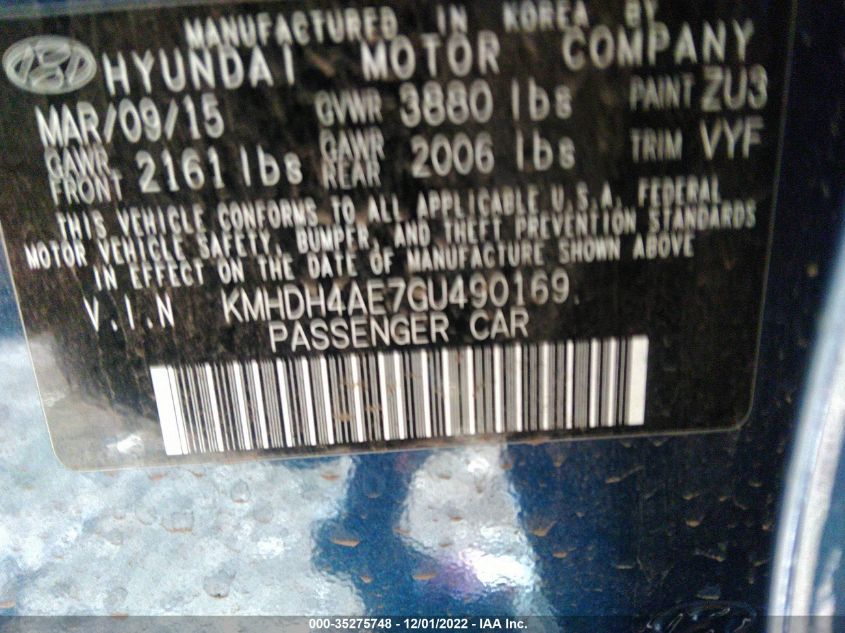 MANUFACTURED IN KOREA BY
HYUNDAI MOTOR COMPANY
MAR/09/15 GVWR 3880 lbs PAINT ZU3
GAWR FRONT 2161 lbs GAWR REAR 2006 lbs TRIM VYF
THIS VEHICLE CONFORMS TO ALL APPLICABLE U.S.A. FEDERAL
MOTOR VEHICLE SAFETY, BUMPER, AND THEFT PREVENTION STANDARDS
IN EFFECT ON THE DATE OF MANUFACTURE SHOWN ABOVE
V.I.N KMHDH4AE7GU490169
PASSENGER CAR
000-35275748 - 12/01/2022 - IAA Inc.